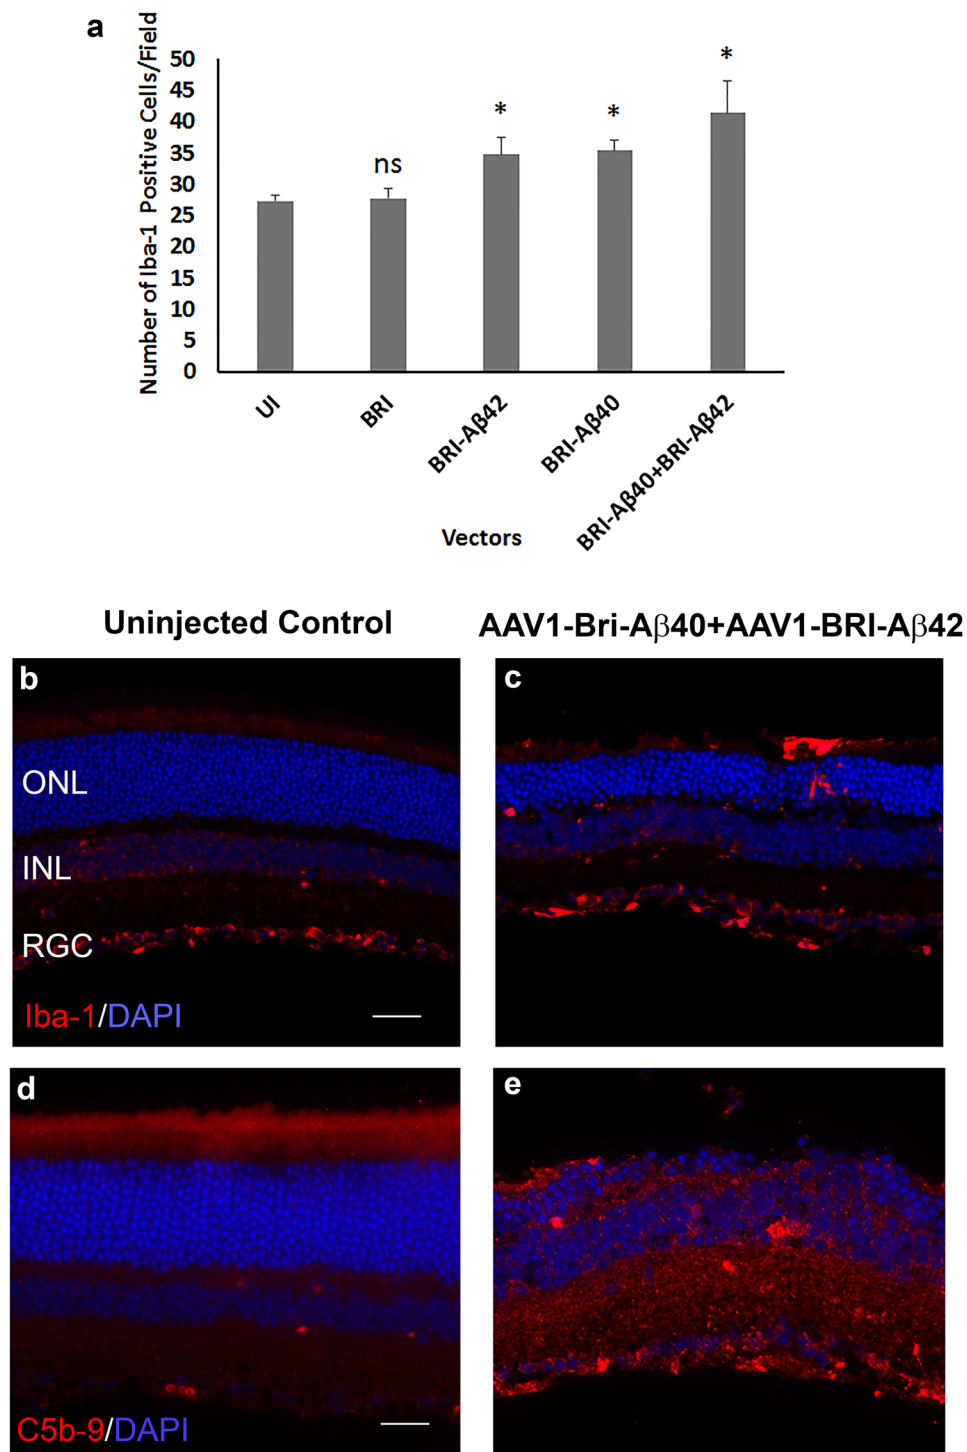 a
Number of Iba-1 Positive Cells/Field
50
45
40
35
30
25
20
15
10
5
0
ns
*
*
*
UI
BRI
BRI-Aβ42
BRI-Aβ40
BRI-Aβ40+BRI-Aβ42
Vectors
Uninjected Control
AAV1-Bri-Aβ40+AAV1-BRI-Aβ42
b
ONL
INL
RGC
Iba-1/DAPI
c
d
C5b-9/DAPI
e